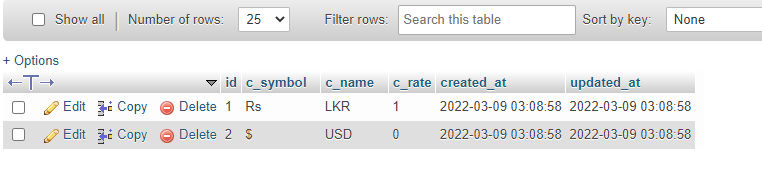 Show all Number of rows: 25 Filter rows: Search this table Sort by key: None
+ Options
id c_symbol c_name c_rate created_at updated_at
Edit Copy Delete 1 Rs LKR 1 2022-03-09 03:08:58 2022-03-09 03:08:58
Edit Copy Delete 2 $ USD 0 2022-03-09 03:08:58 2022-03-09 03:08:58